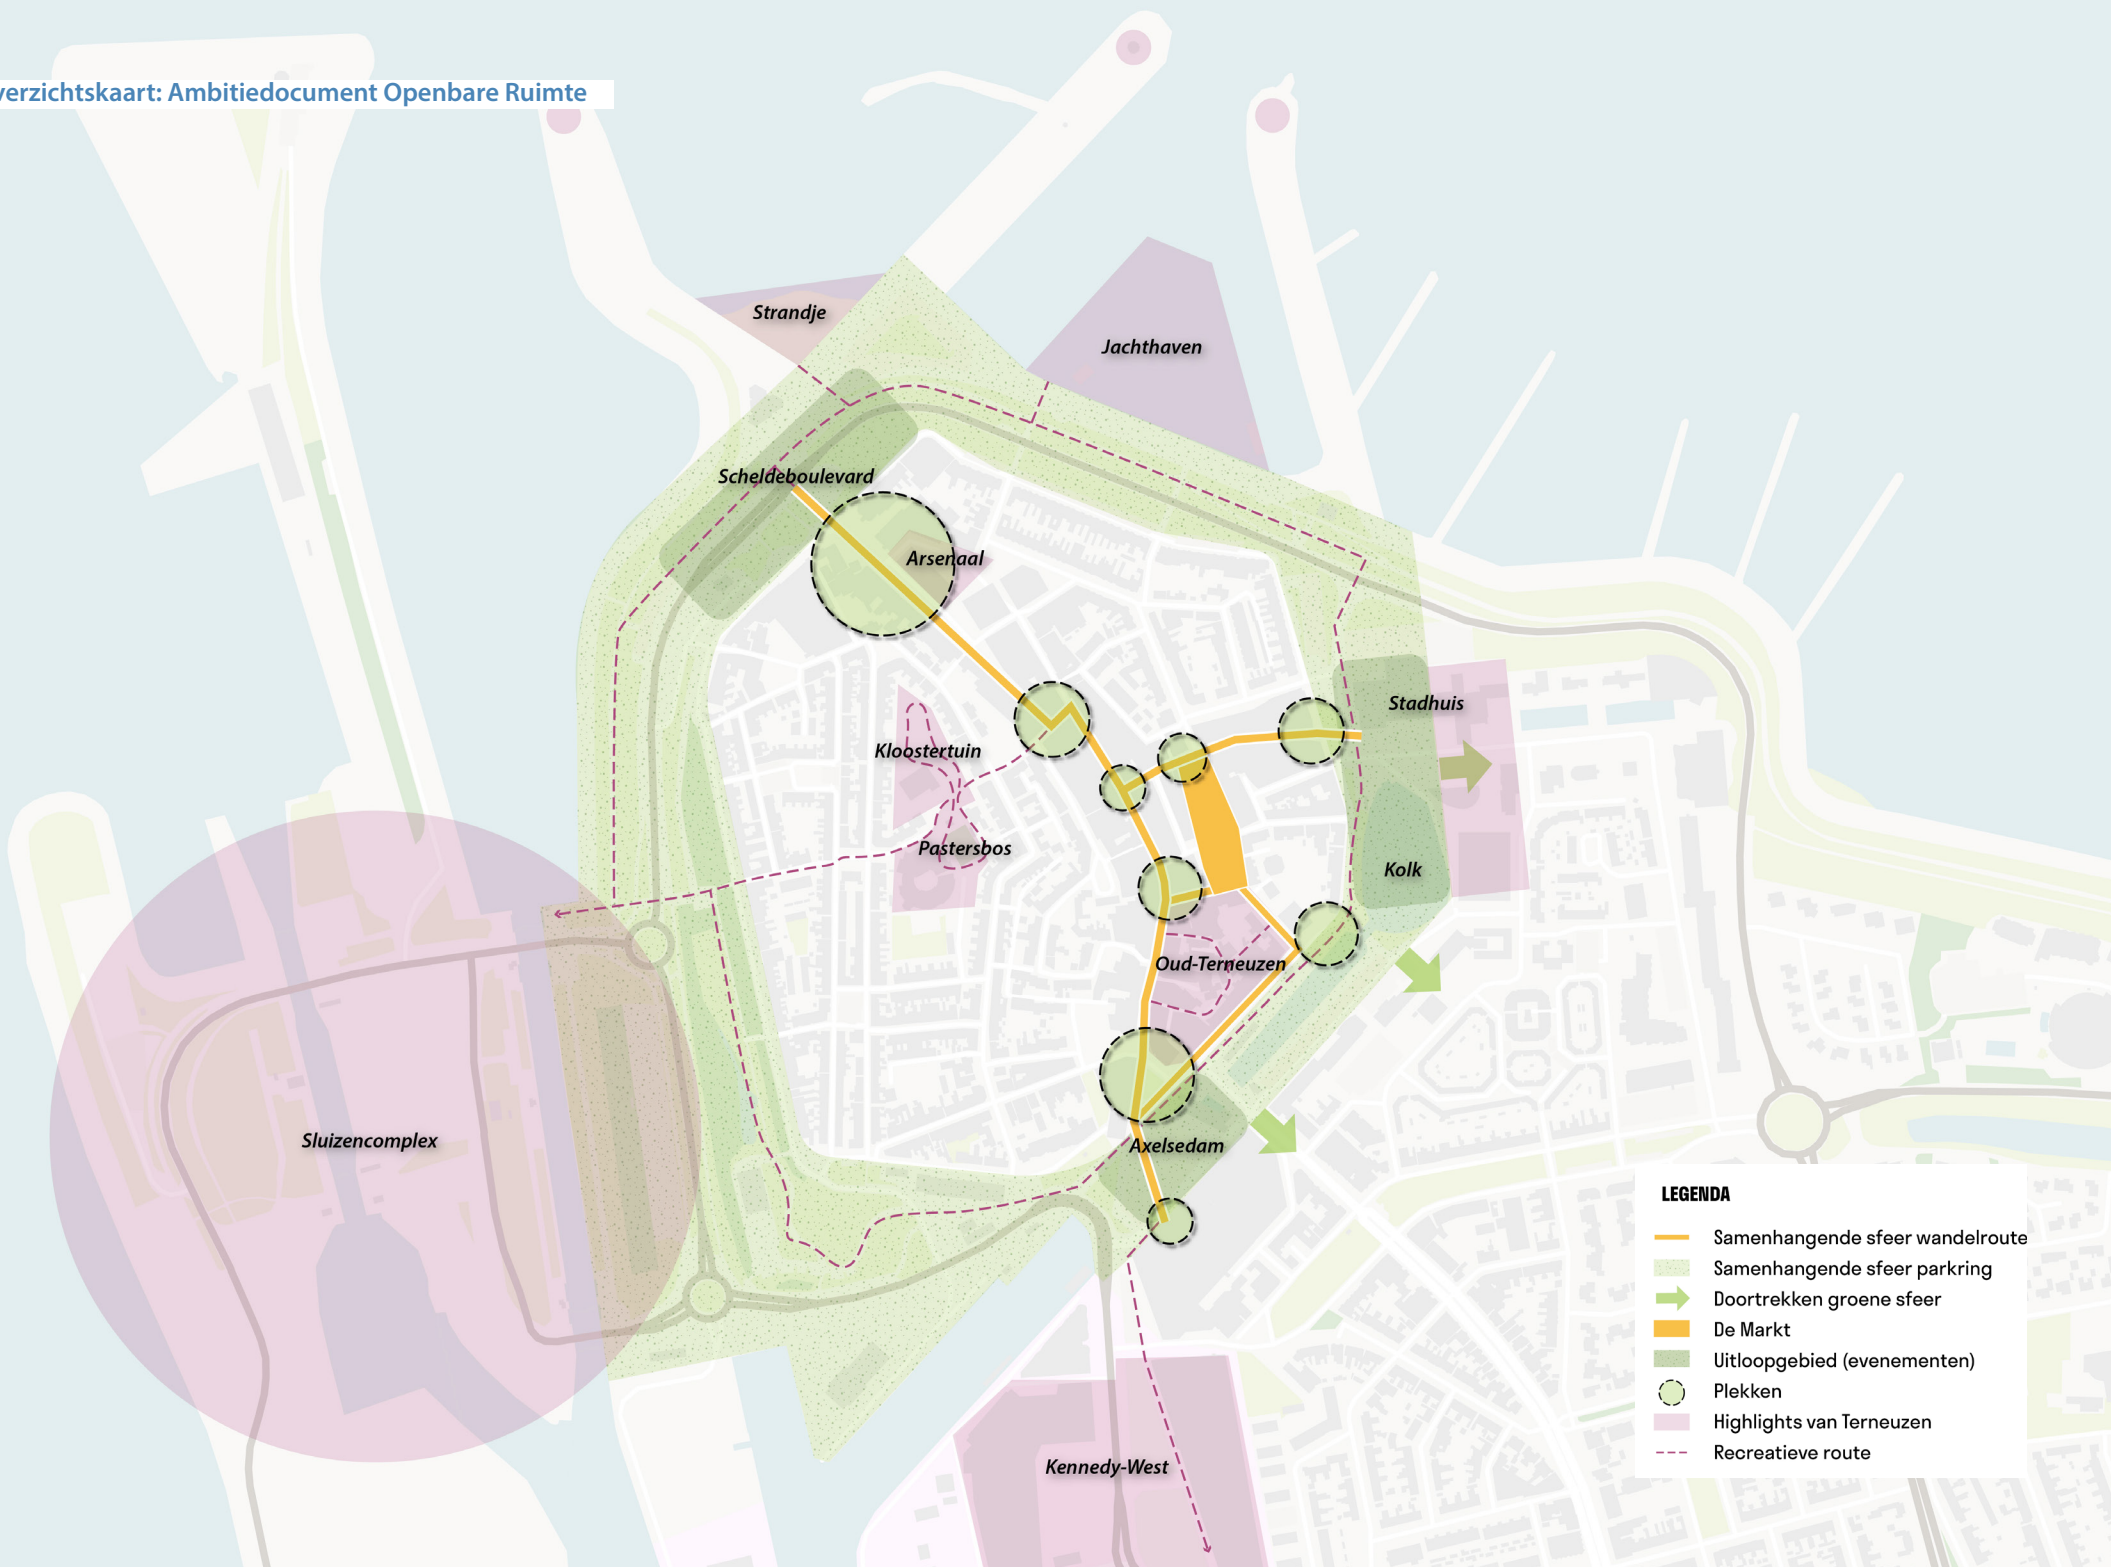 verzichtskaart: Ambitiedocument Openbare Ruimte
Strandje
Jachthaven
Scheldeboulevard
Arsenaal
Stadhuis
Kloostertuin
Pastersbos
Kolk
Oud-Terneuzen
Sluizencomplex
Axelsedam
Kennedy-West
LEGENDA
Samenhangende sfeer wandelroute
Samenhangende sfeer parkring
Doortrekken groene sfeer
De Markt
Uitloopgebied (evenementen)
Plekken
Highlights van Terneuzen
Recreatieve route